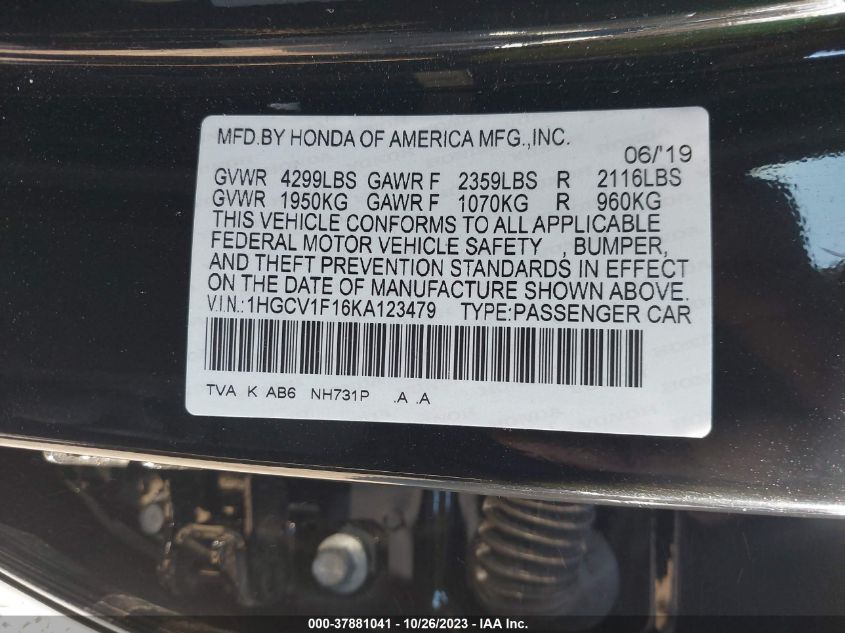 MFD.BY HONDA OF AMERICA MFG.,INC.
06/'19
GVWR 4299LBS GAWR F 2359LBS R 2116LBS
GVWR 1950KG GAWR F 1070KG R 960KG
THIS VEHICLE CONFORMS TO ALL APPLICABLE
FEDERAL MOTOR VEHICLE SAFETY , BUMPER,
AND THEFT PREVENTION STANDARDS IN EFFECT
ON THE DATE OF MANUFACTURE SHOWN ABOVE.
V.I.N.:1HGCV1F16KA123479 TYPE:PASSENGER CAR
TVA K AB6 NH731P .A .A
000-37881041 - 10/26/2023 - IAA Inc.